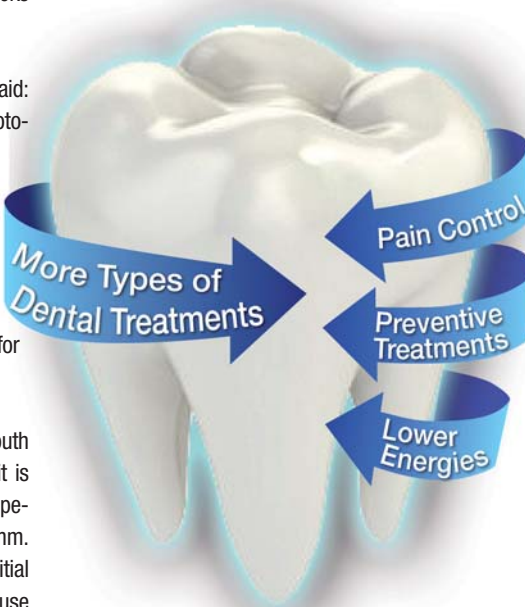 aid:
oto-
More Types of
Dental Treatments
Pain Control
Preventive
Treatments
Lower
Energies
for
outh
it is
pe-
nm.
itial
use